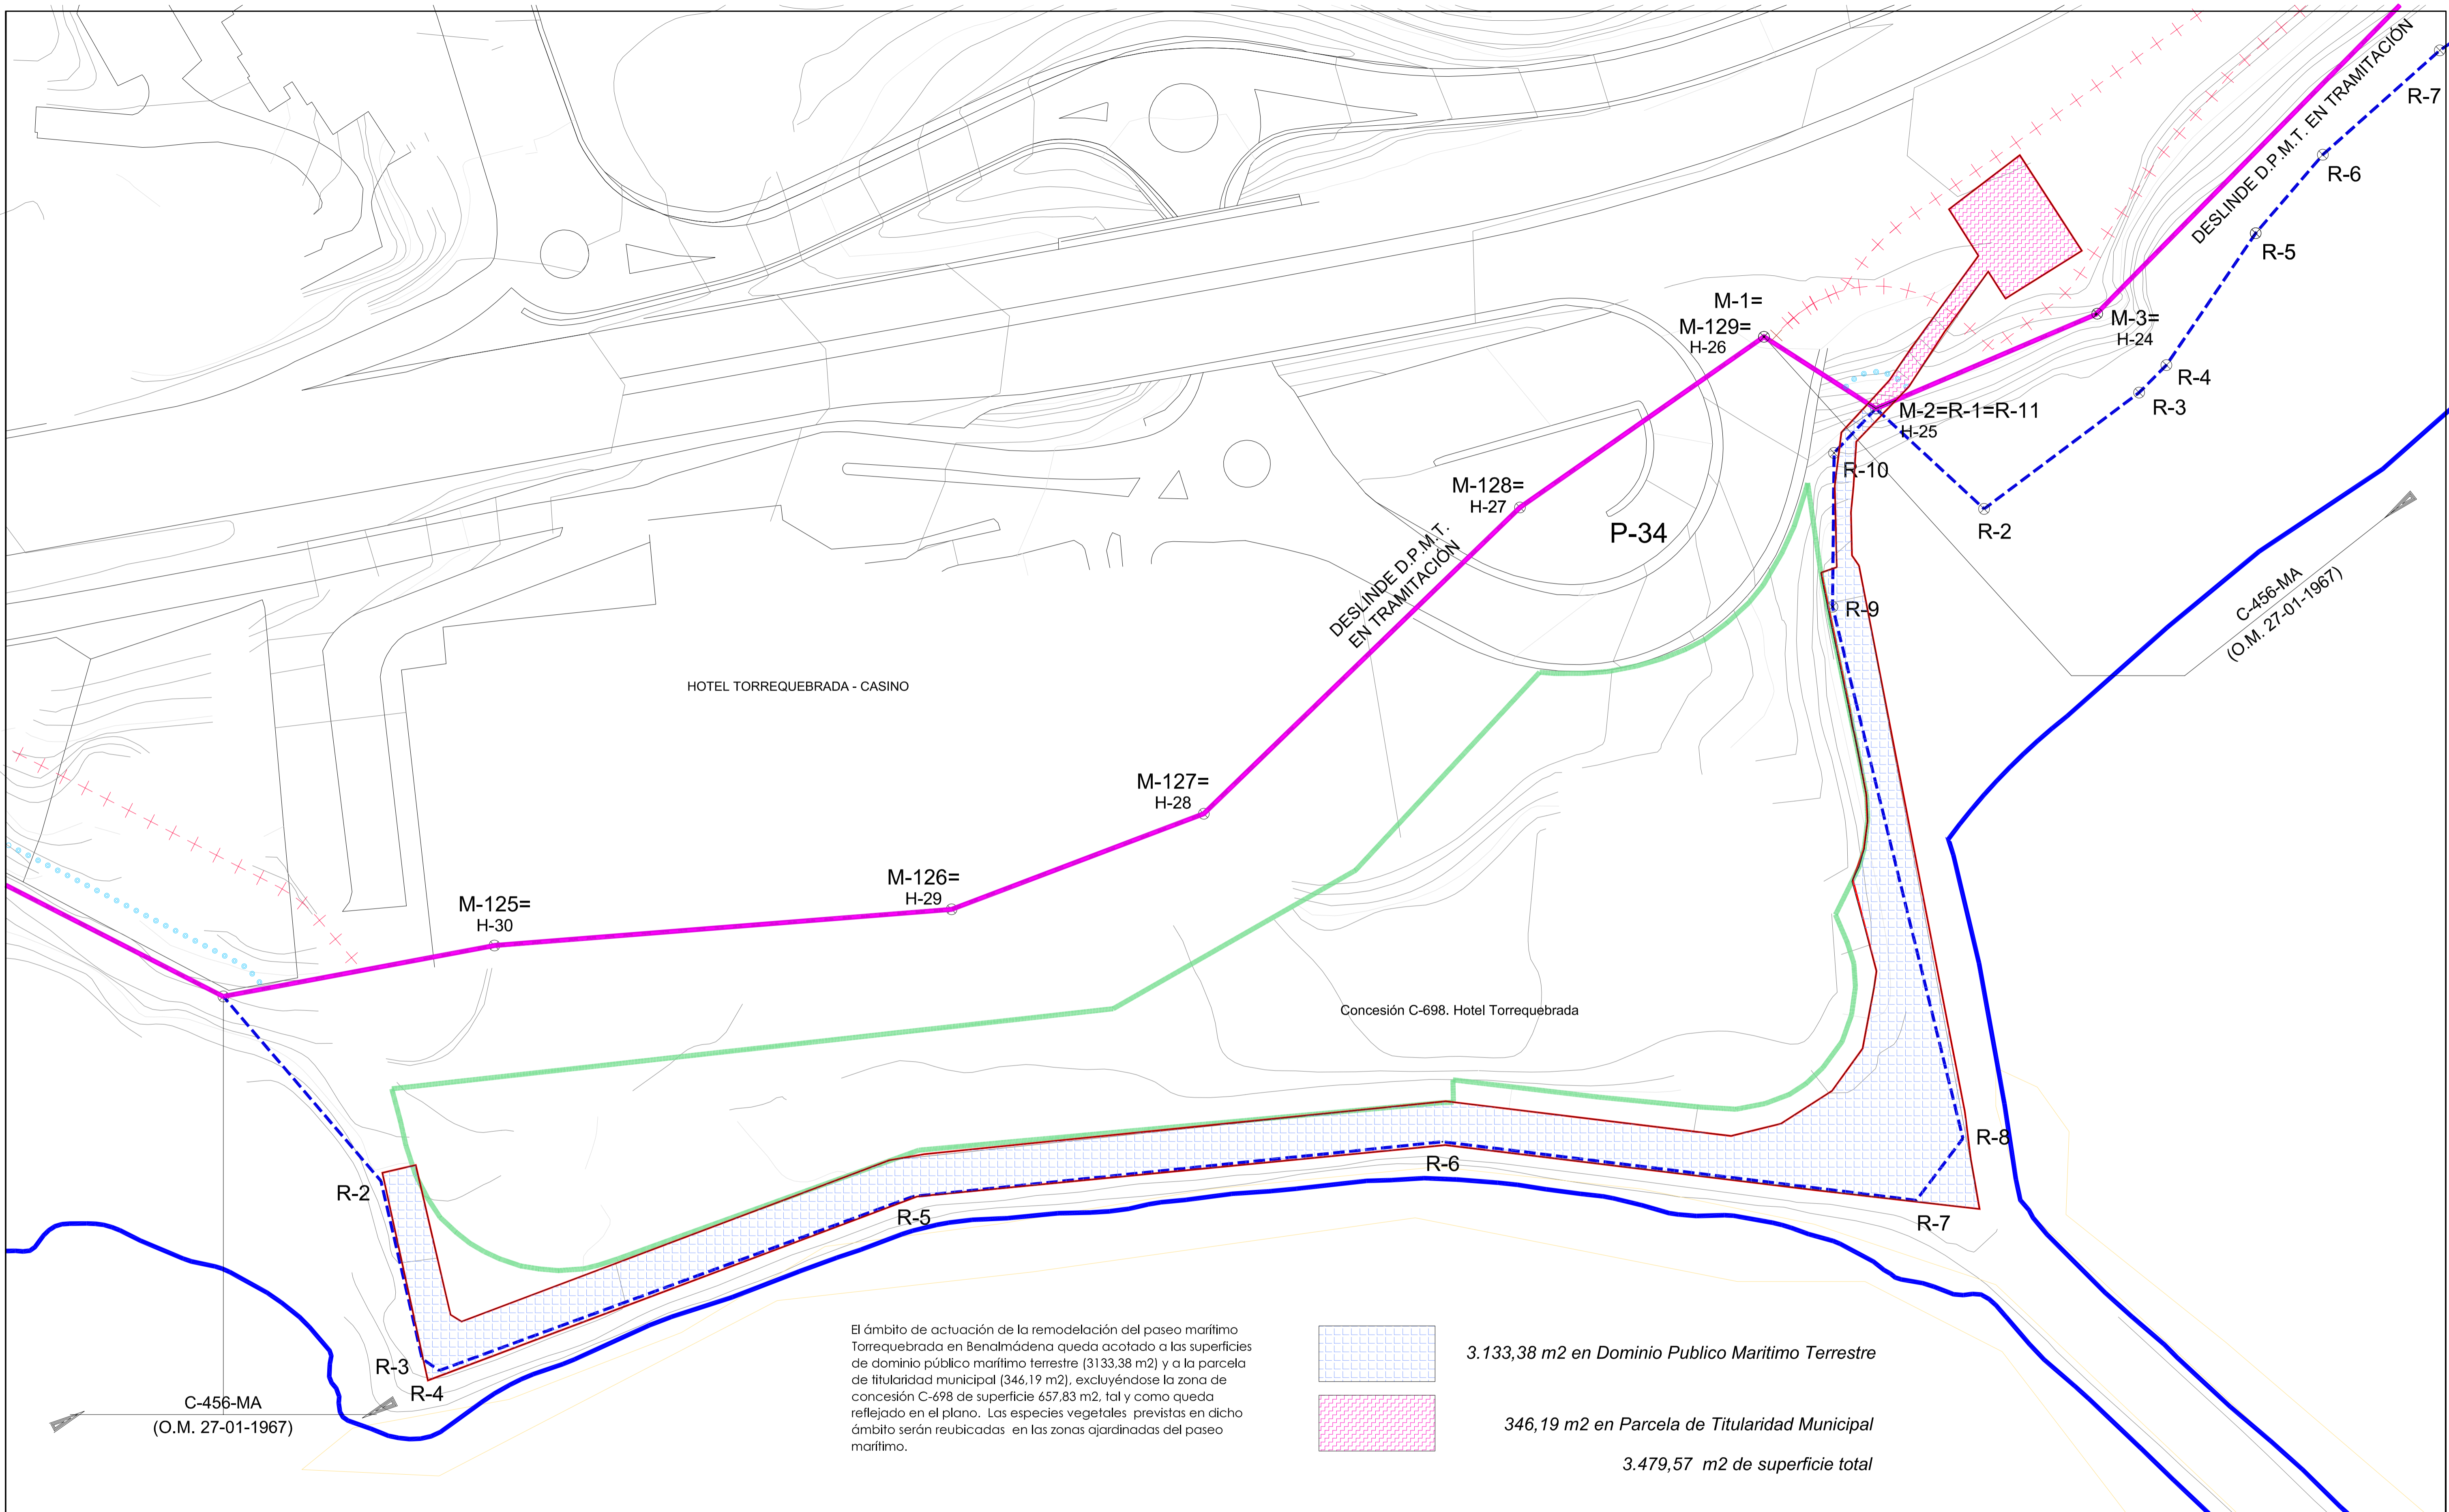 DESLINDE D.P.M.T. EN TRAMITACIÓN
R-7
R-6
R-5
M-1=
M-129=
H-26
M-3=
H-24
R-4
R-3
M-2=R-1=R-11
H-25
R-10
R-2
M-128=
H-27
P-34
DESLINDE D.P.M.T.
EN TRAMITACIÓN
C-456-MA
(O.M. 27-01-1967)
R-9
HOTEL TORREQUEBRADA - CASINO
M-127=
H-28
M-126=
H-29
M-125=
H-30
Concesión C-698. Hotel Torrequebrada
R-8
R-6
R-2
R-5
R-7
R-3
R-4
C-456-MA
(O.M. 27-01-1967)
El ámbito de actuación de la remodelación del paseo marítimo
Torrequebrada en Benalmádena queda acotado a las superficies
de dominio público marítimo terrestre (3133,38 m2) y a la parcela
de titularidad municipal (346,19 m2), excluyéndose la zona de
concesión C-698 de superficie 657,83 m2, tal y como queda
reflejado en el plano. Las especies vegetales previstas en dicho
ámbito serán reubicadas en las zonas ajardinadas del paseo
marítimo.
3.133,38 m2 en Dominio Publico Maritimo Terrestre
346,19 m2 en Parcela de Titularidad Municipal
3.479,57 m2 de superficie total